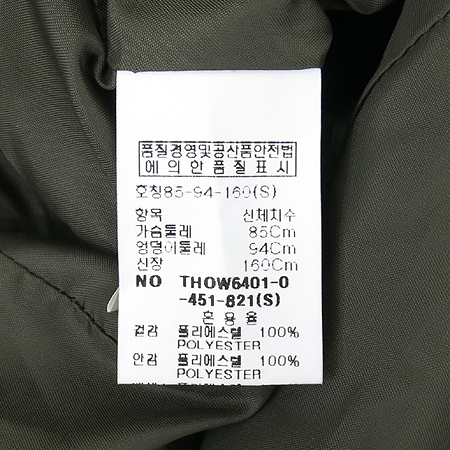 품질경영및공산품안전법
에 의한 품질 표시
호칭85-94-160(S)
항목 신체치수
가슴둘레 85Cm
엉덩이둘레 94Cm
신장 160Cm
NO THOW6401-0
-451-821(S)
혼용율
겉감 폴리에스텔 100%
POLYESTER
안감 폴리에스텔 100%
POLYESTER